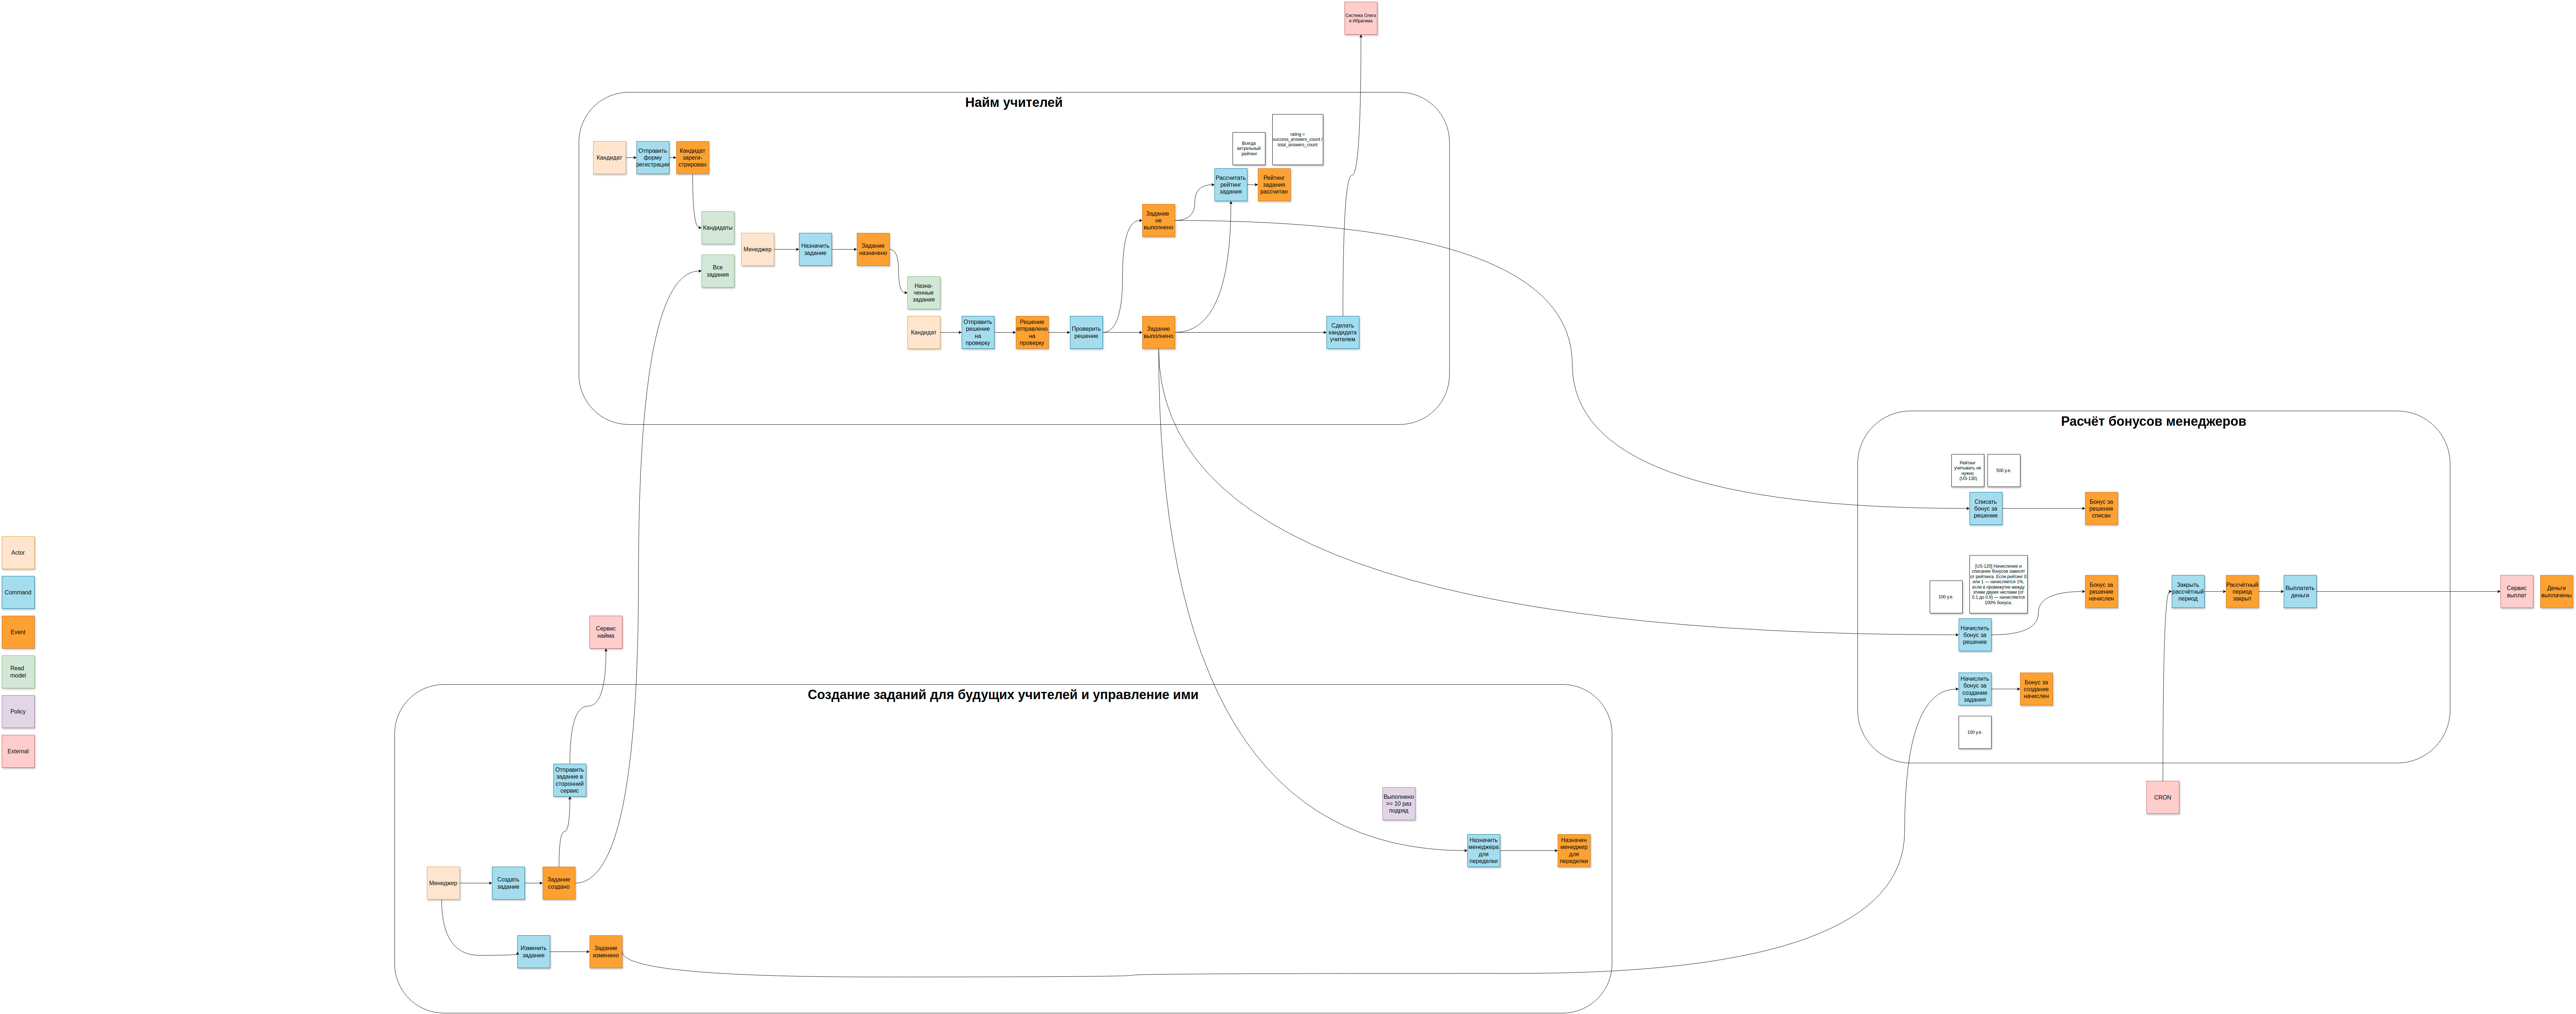 Система Олега
и Ибрагима
Найм учителей
Кандидат
Отправить
форму
регистрации
Кандидат
зареги-
стрирован
Кандидаты
Все
задания
Менеджер
Назначить
задание
Задание
назначено
Назна-
ченные
задания
Кандидат
Отправить
решение
на
проверку
Решение
отправлено
на
проверку
Проверить
решение
Задание
не
выполнено
Задание
выполнено
Всегда
актуальный
рейтинг
rating =
success_answers_count /
total_answers_count
Рассчитать
рейтинг
задания
Рейтинг
задания
рассчитан
Сделать
кандидата
учителем
Расчёт бонусов менеджеров
Рейтинг
учитывать не
нужно
(US-130)
500 у.е.
Списать
бонус за
решение
Бонус за
решение
списан
100 у.е.
[US-120] Начисление и
списание бонусов зависят
от рейтинга. Если рейтинг 0
или 1 — начисляется 1%,
если в промежутке между
этими двумя числами (от
0.1 до 0.9) — начисляется
100% бонуса.
Начислить
бонус за
решение
Бонус за
решение
начислен
Начислить
бонус за
создание
задания
Бонус за
создание
начислен
100 у.е.
Закрыть
рассчётный
период
Рассчётный
период
закрыт
Выплатить
деньги
Сервис
выплат
Деньги
выплачены
CRON
Actor
Command
Event
Read
model
Policy
External
Сервис
найма
Создание заданий для будущих учителей и управление ими
Отправить
задание в
сторонний
сервис
Менеджер
Создать
задание
Задание
создано
Изменить
задание
Задание
изменено
Выполнено
>= 10 раз
подряд
Назначить
менеджера
для
переделки
Назначен
менеджер
для
переделки